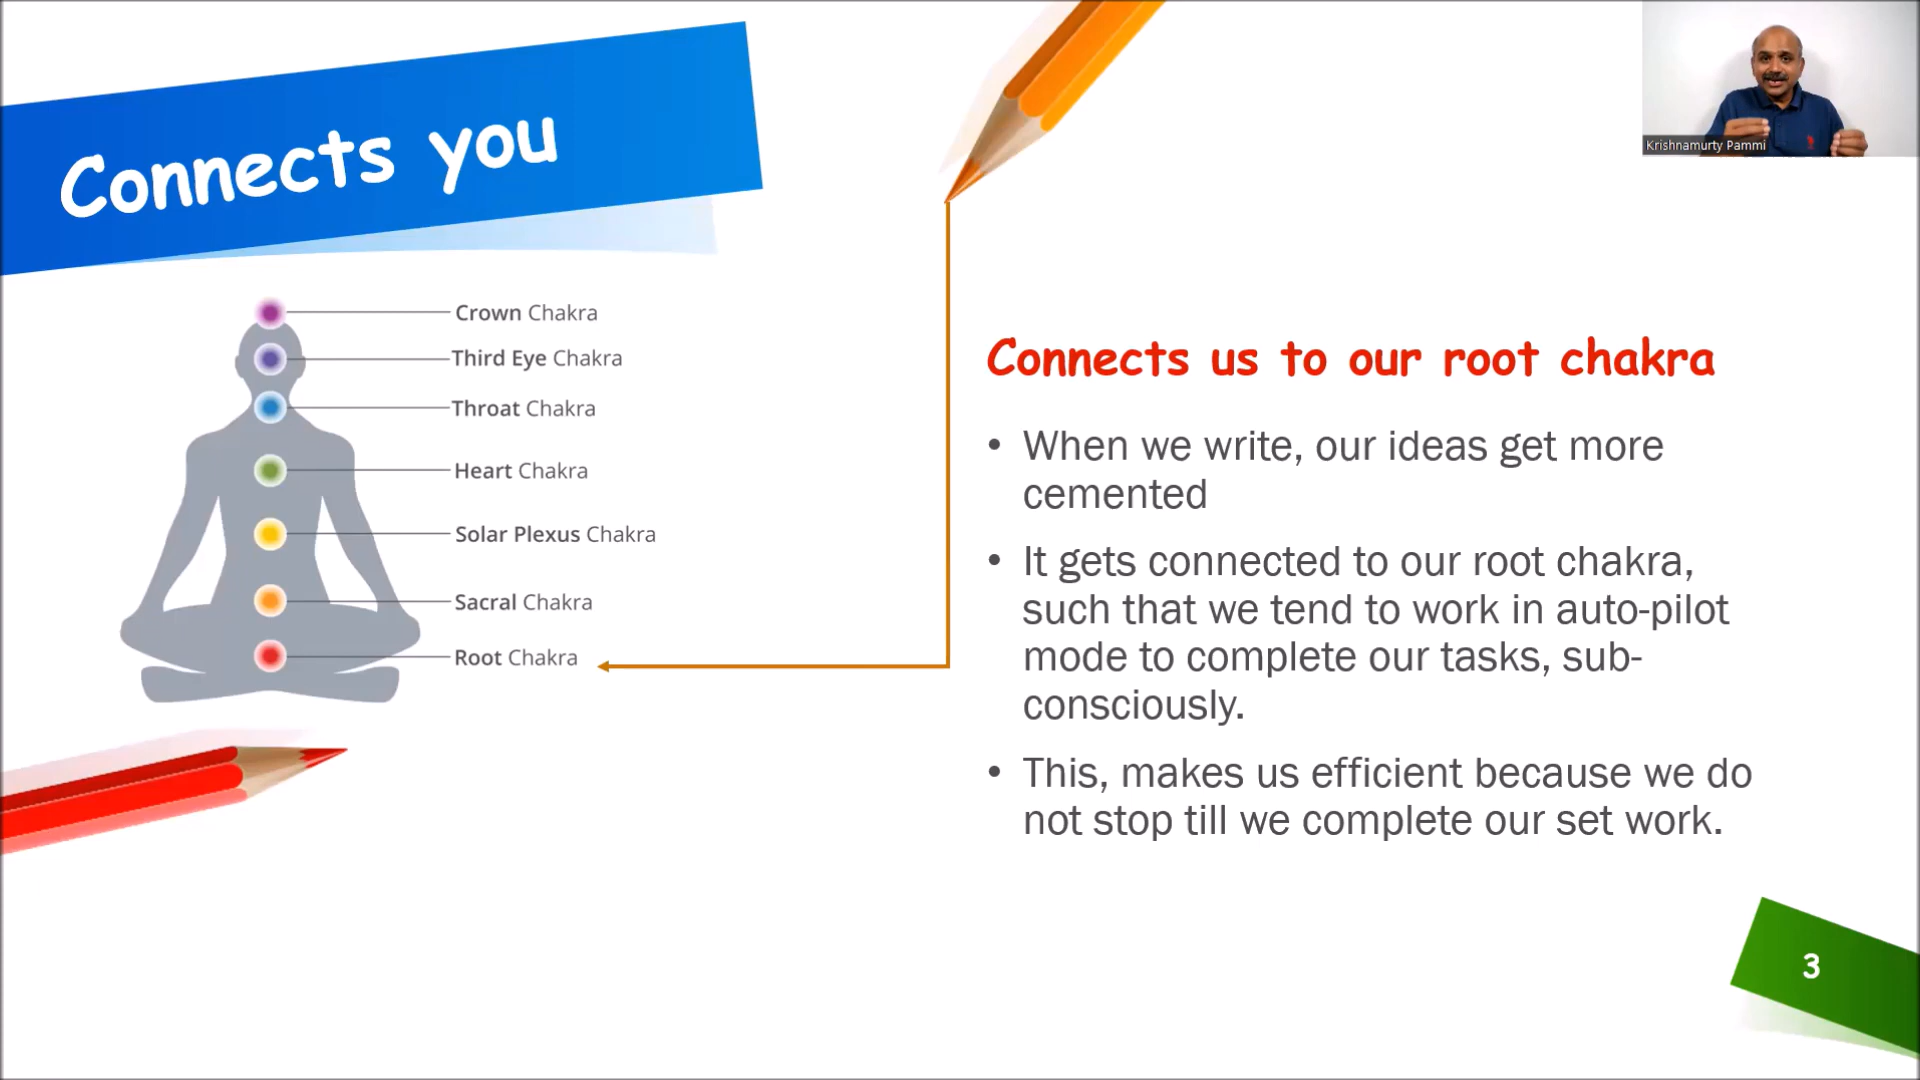 Connects you
Krishnamurty Pammi
Crown Chakra
Third Eye Chakra
Throat Chakra
Heart Chakra
Solar Plexus Chakra
Sacral Chakra
Root Chakra
Connects us to our root chakra
• When we write, our ideas get more
cemented
• It gets connected to our root chakra,
such that we tend to work in auto-pilot
mode to complete our tasks, sub-
consciously.
• This, makes us efficient because we do
not stop till we complete our set work.
3